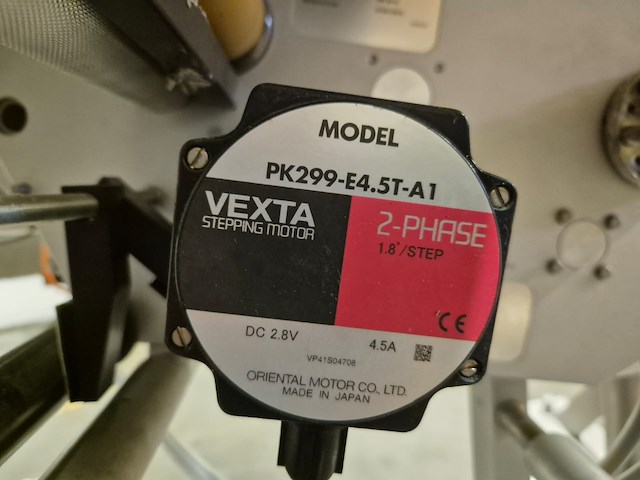 MODEL
PK299-E4.5T-A1
VEXTA
STEPPING MOTOR
2-PHASE
1.8°/STEP
CE
DC 2.8V
4.5A
VP41S04708
ORIENTAL MOTOR CO., LTD.
MADE IN JAPAN